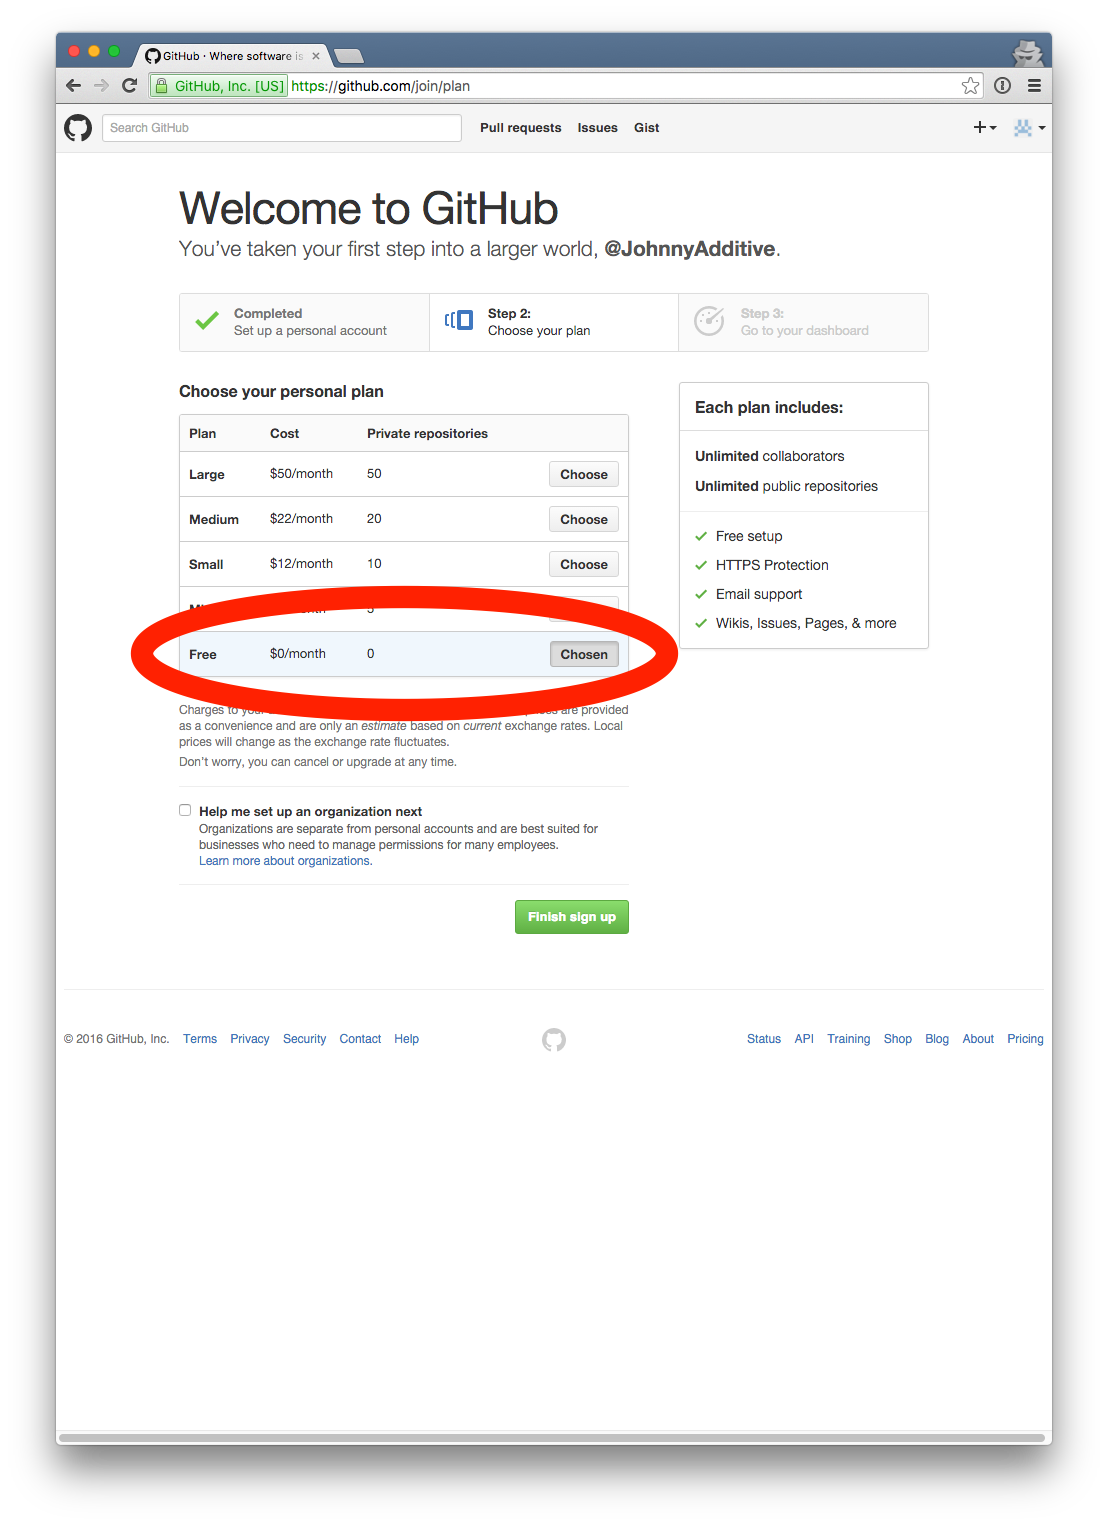 GitHub · Where software is
GitHub, Inc. [US] https://github.com/join/plan
Search GitHub Pull requests Issues Gist
Welcome to GitHub
You've taken your first step into a larger world, @JohnnyAdditive.
Completed
Set up a personal account
Step 2:
Choose your plan
Step 3:
Go to your dashboard
Choose your personal plan
Plan Cost Private repositories
Large $50/month 50 Choose
Medium $22/month 20 Choose
Small $12/month 10 Choose
Free $0/month 0 Chosen
Charges to your are provided
as a convenience and are only an estimate based on current exchange rates. Local
prices will change as the exchange rate fluctuates.
Don't worry, you can cancel or upgrade at any time.
Help me set up an organization next
Organizations are separate from personal accounts and are best suited for
businesses who need to manage permissions for many employees.
Learn more about organizations.
Finish sign up
Each plan includes:
Unlimited collaborators
Unlimited public repositories
Free setup
HTTPS Protection
Email support
Wikis, Issues, Pages, & more
© 2016 GitHub, Inc. Terms Privacy Security Contact Help Status API Training Shop Blog About Pricing